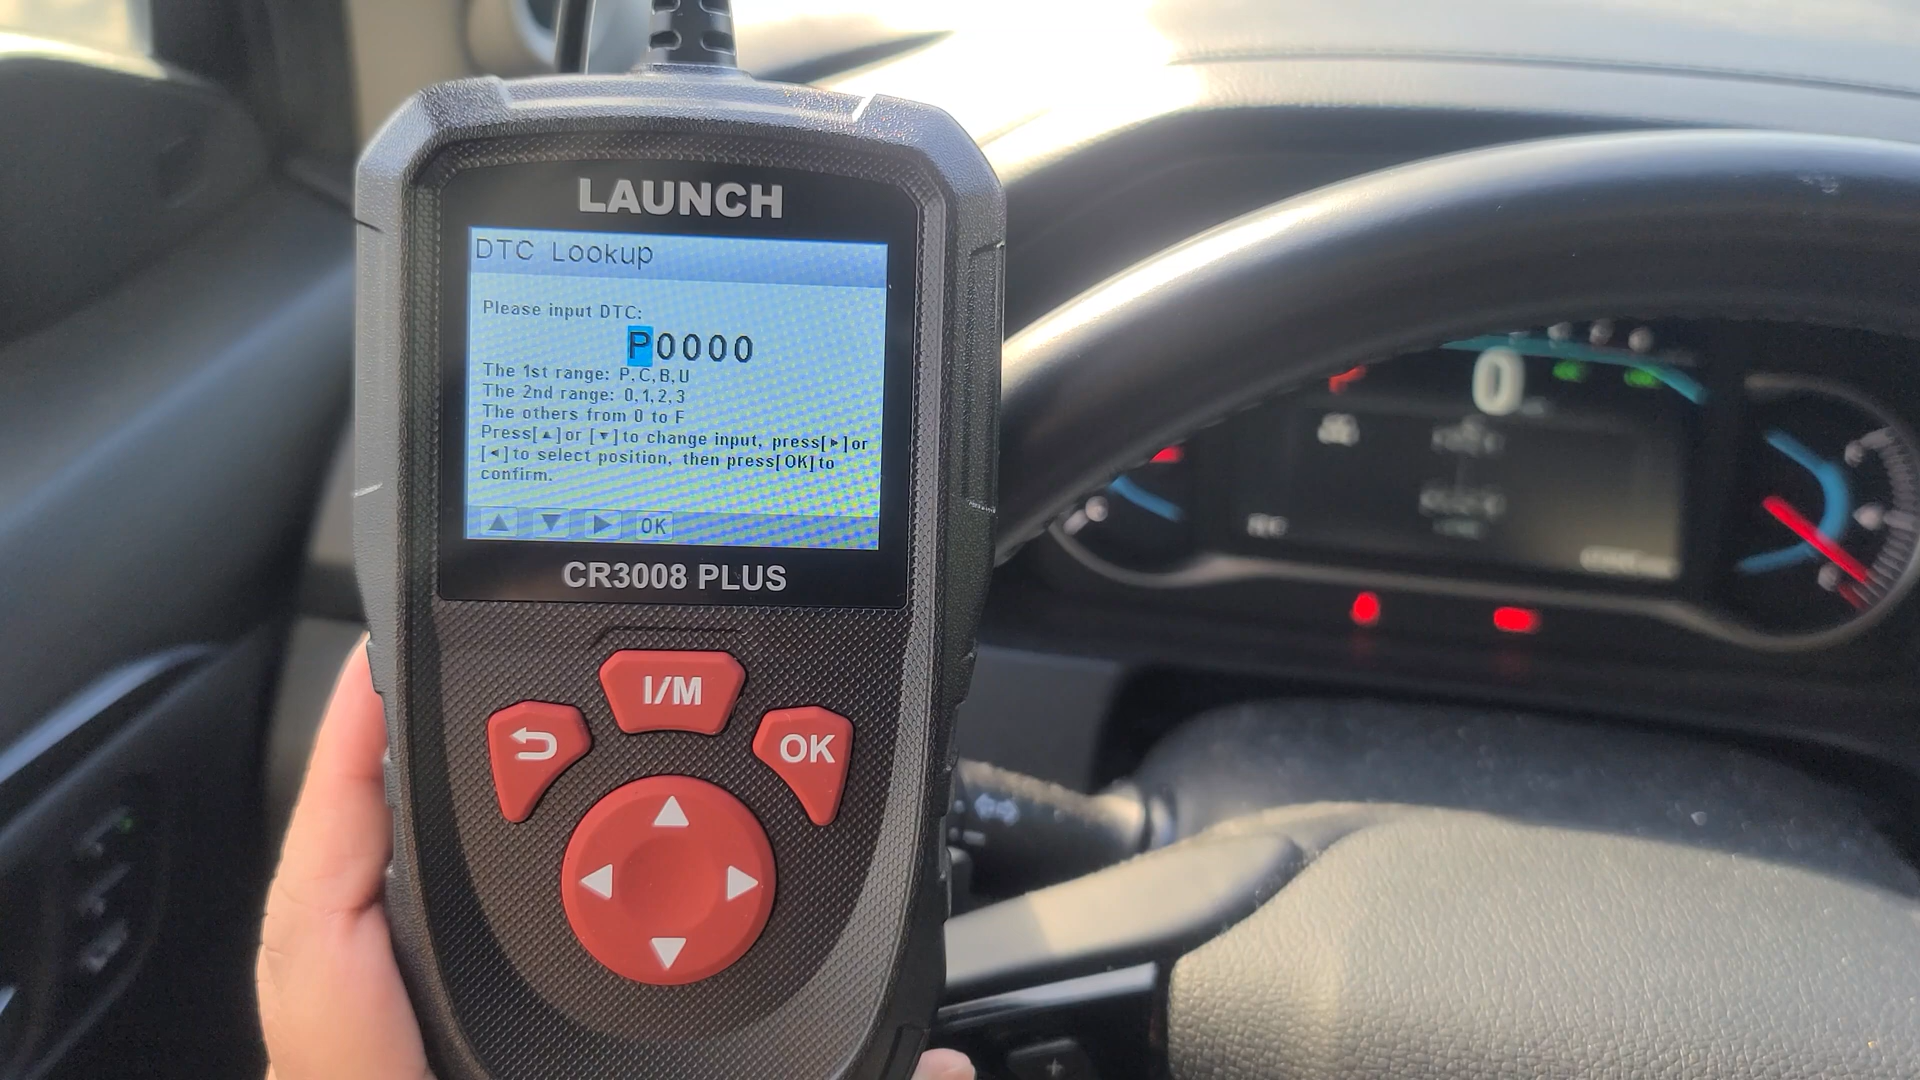 LAUNCH
DTC Lookup
Please input DTC:
P0000
The 1st range: P,C,B,U
The 2nd range: 0,1,2,3
The others from 0 to F
Press[▲]or [▼]to change input, press[►]or
[◄]to select position, then press[OK]to
confirm.
OK
CR3008 PLUS
I/M
OK
0